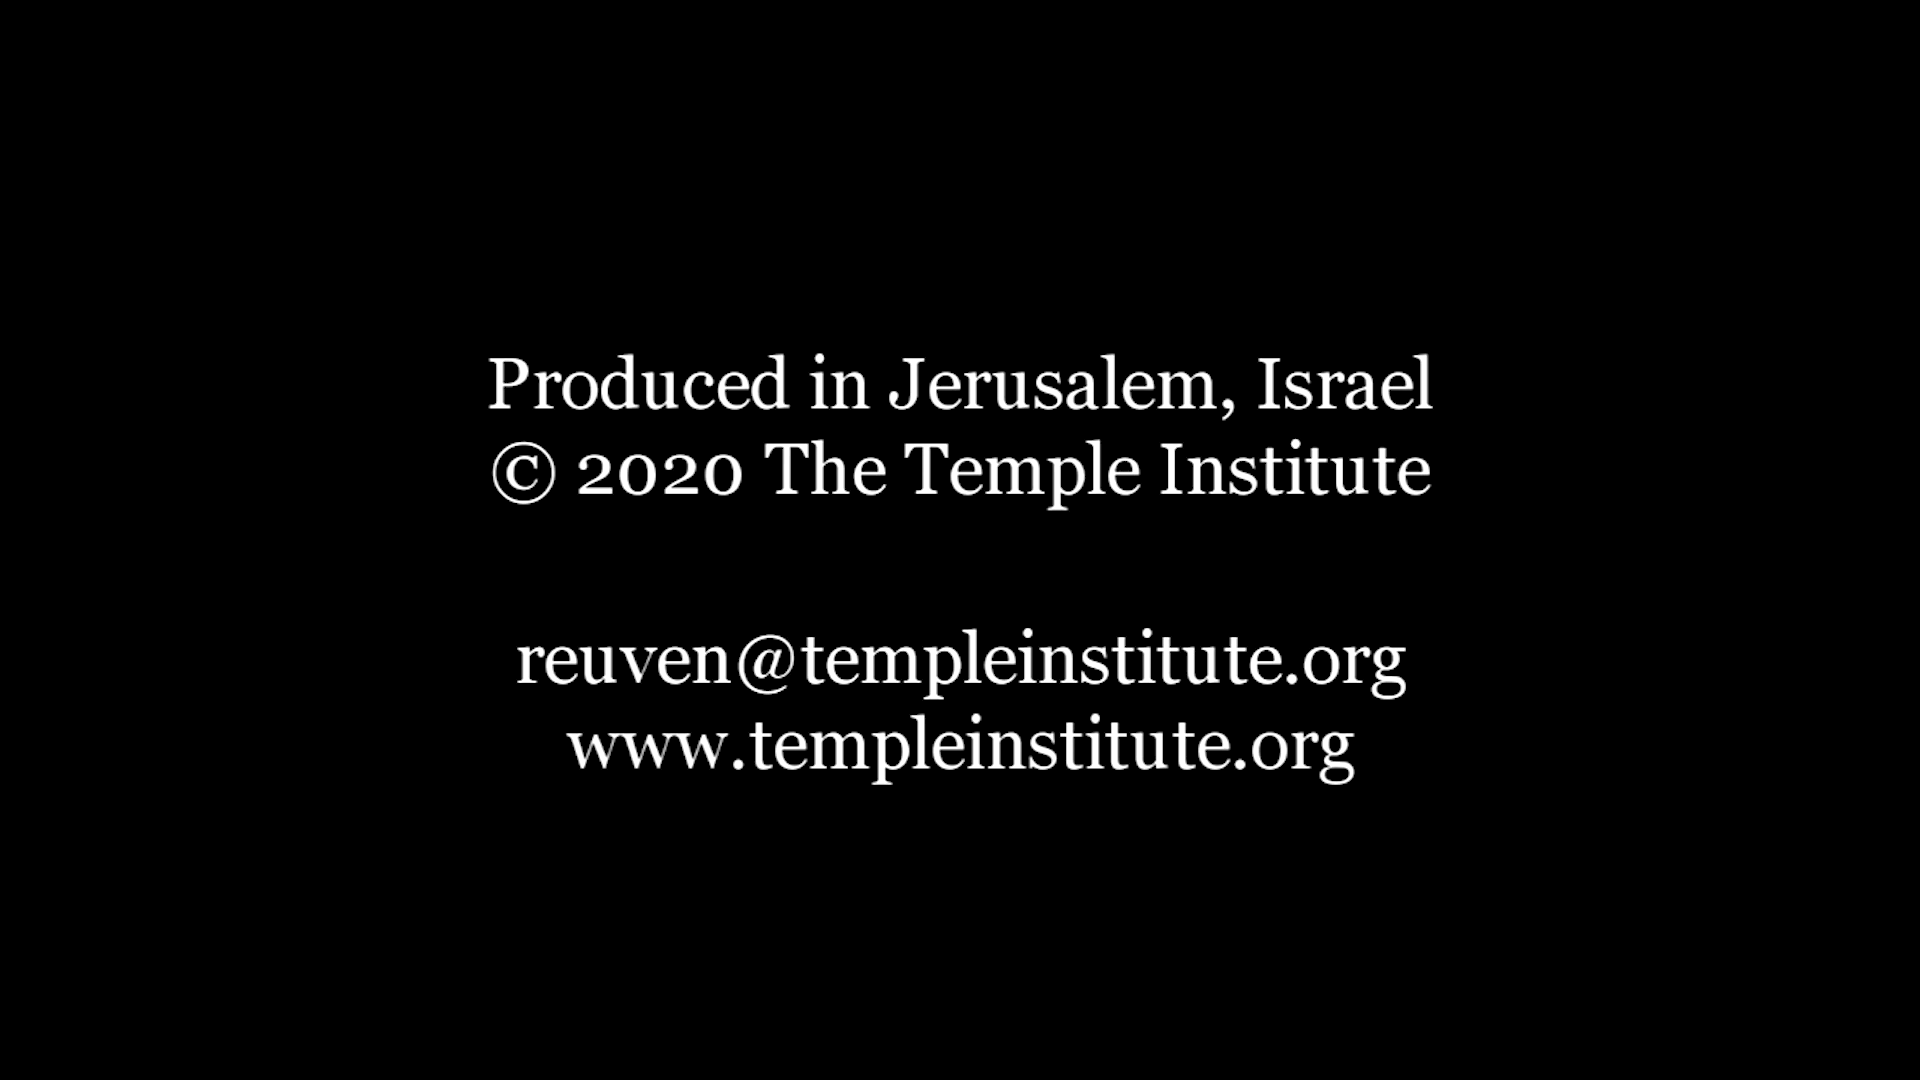 Produced in Jerusalem, Israel
© 2020 The Temple Institute
reuven@templeinstitute.org
www.templeinstitute.org